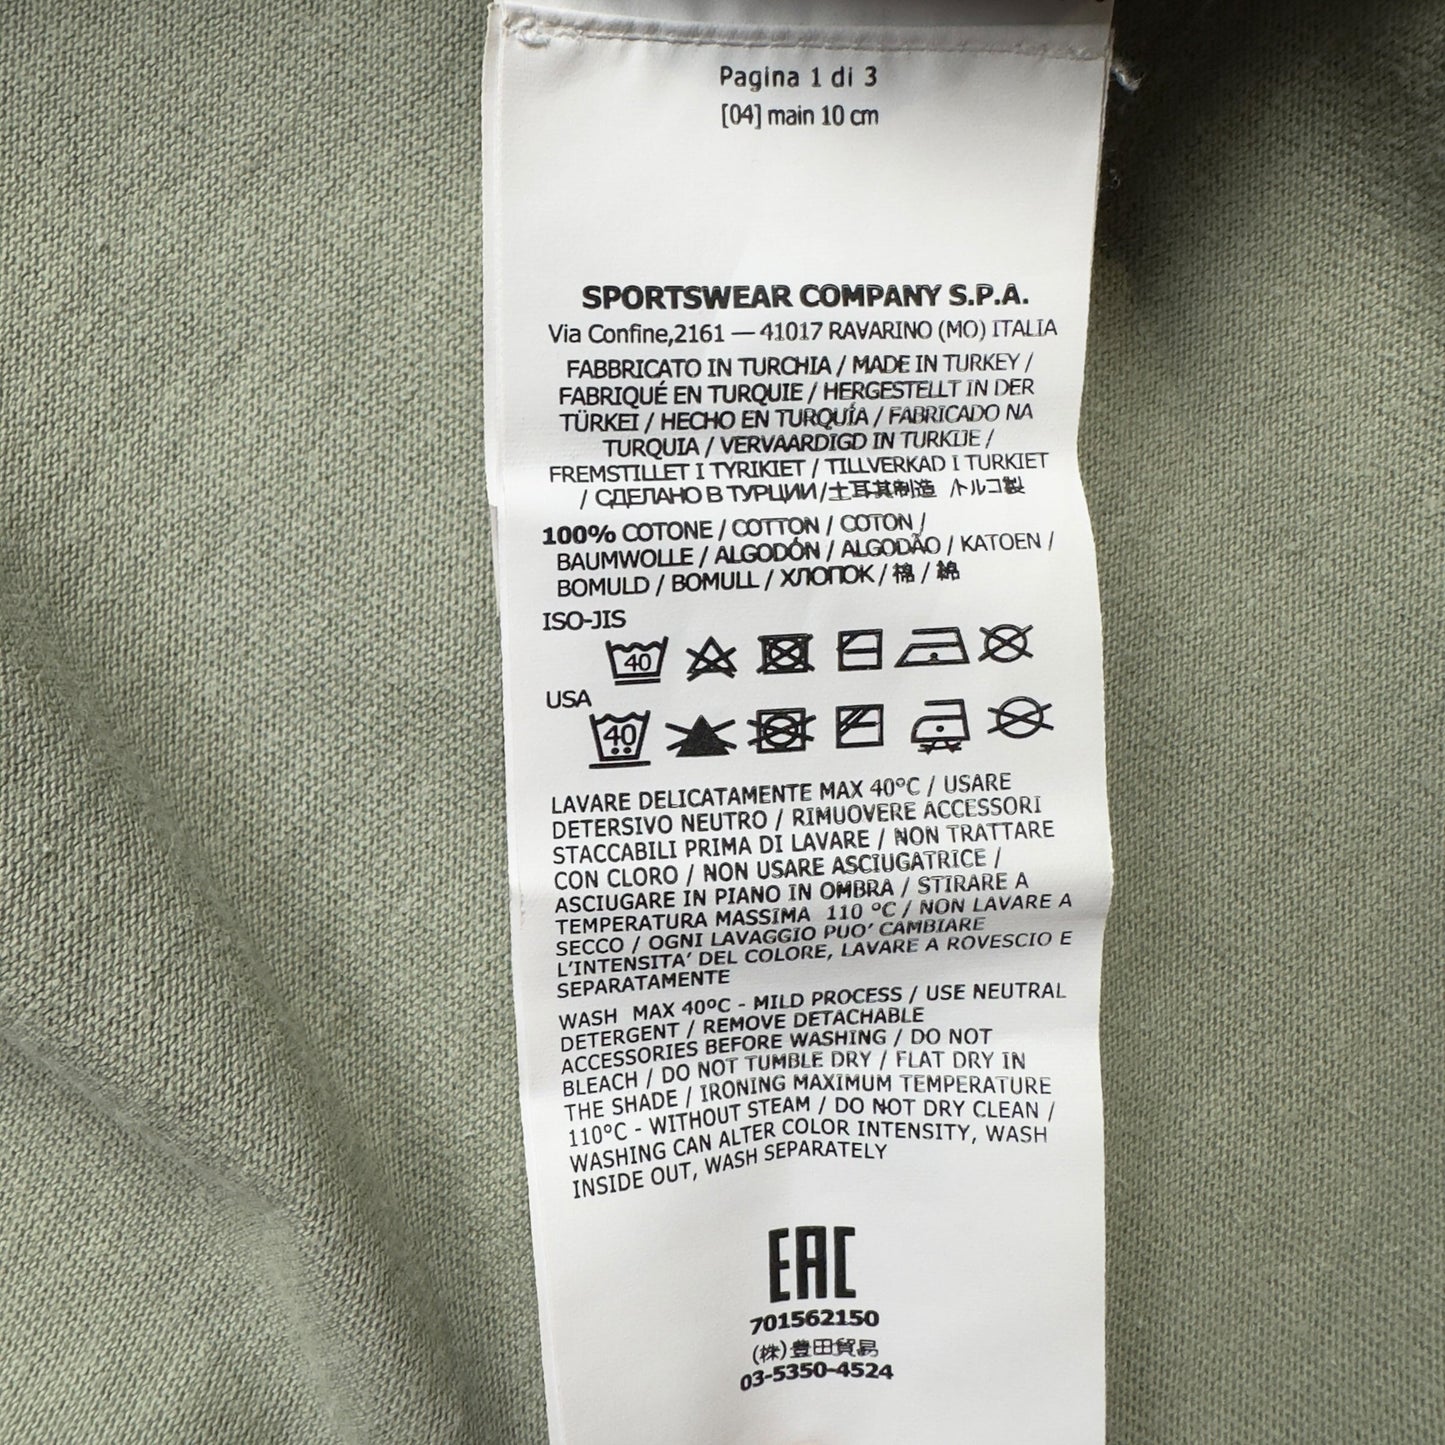 Pagina 1 di 3
[04] main 10 cm
SPORTSWEAR COMPANY S.P.A.
Via Confine,2161 — 41017 RAVARINO (MO) ITALIA
FABBRICATO IN TURCHIA / MADE IN TURKEY /
FABRIQUÉ EN TURQUIE / HERGESTELLT IN DER
TÜRKEI / HECHO EN TURQUÍA / FABRICADO NA
TURQUIA / VERVAARDIGD IN TURKIJE /
FREMSTILLET I TYRIKIET / TILLVERKAD I TURKIET
/ СДЕЛАНО В ТУРЦИИ/土耳其制造 トルコ製
100% COTONE / COTTON / COTON /
BAUMWOLLE / ALGODÓN / ALGODÃO / KATOEN /
BOMULD / BOMULL / ХЛОПОК / 棉 / 綿
ISO-JIS
40
USA
40
LAVARE DELICATAMENTE MAX 40°C / USARE
DETERSIVO NEUTRO / RIMUOVERE ACCESSORI
STACCABILI PRIMA DI LAVARE / NON TRATTARE
CON CLORO / NON USARE ASCIUGATRICE /
ASCIUGARE IN PIANO IN OMBRA / STIRARE A
TEMPERATURA MASSIMA 110 °C / NON LAVARE A
SECCO / OGNI LAVAGGIO PUO' CAMBIARE
L'INTENSITA' DEL COLORE, LAVARE A ROVESCIO E
SEPARATAMENTE
WASH MAX 40°C - MILD PROCESS / USE NEUTRAL
DETERGENT / REMOVE DETACHABLE
ACCESSORIES BEFORE WASHING / DO NOT
BLEACH / DO NOT TUMBLE DRY / FLAT DRY IN
THE SHADE / IRONING MAXIMUM TEMPERATURE
110°C - WITHOUT STEAM / DO NOT DRY CLEAN /
WASHING CAN ALTER COLOR INTENSITY, WASH
INSIDE OUT, WASH SEPARATELY
EAC
701562150
(株)豊田貿易
03-5350-4524